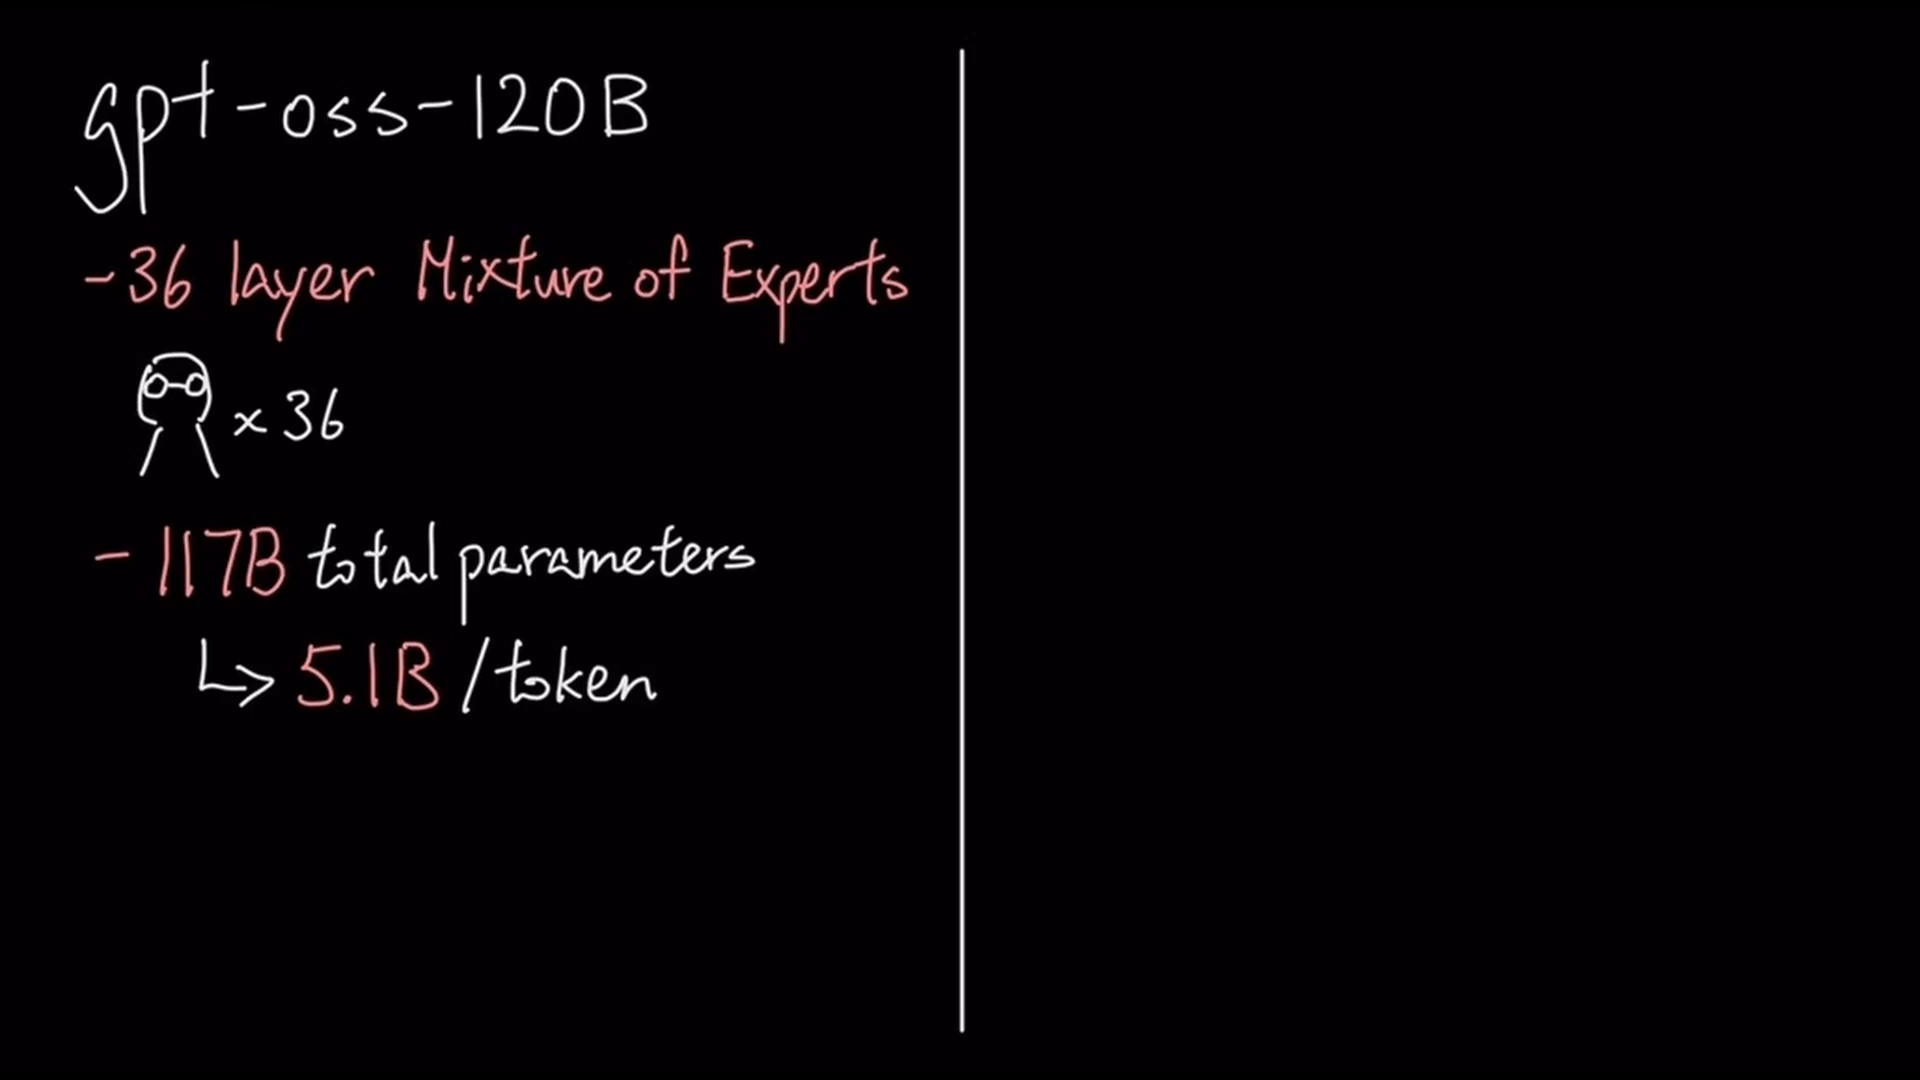 gpt-oss-120B
-36 layer Mixture of Experts
x 36
- 117B total parameters
5.1B /token